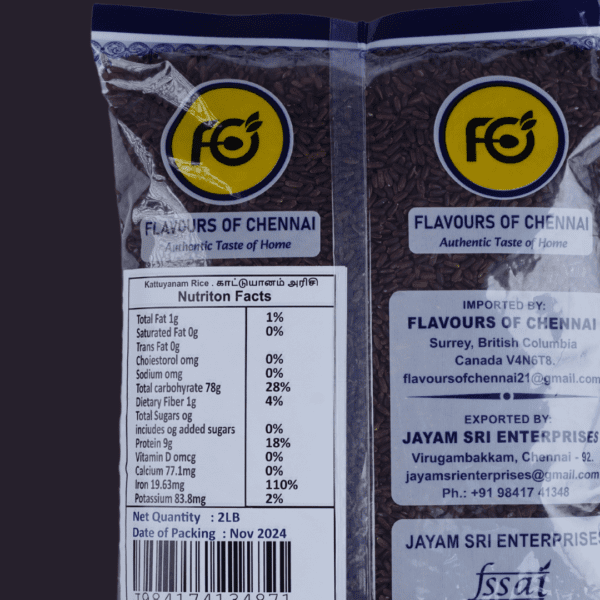 FC
FLAVOURS OF CHENNAI
Authentic Taste of Home
Kattuyanam Rice . காட்டுயானம் அரிசி
Nutriton Facts
Total Fat 1g 1%
Saturated Fat 0g 0%
Trans Fat 0g
Choiestorol omg 0%
Sodium omg 0%
Total carbohyrate 78g 28%
Dietary Fiber 1g 4%
Total Sugars og
includes og added sugars 0%
Protein 9g 18%
Vitamin D omcg 0%
Calcium 77.1mg 0%
Iron 19.63mg 110%
Potassium 83.8mg 2%
Net Quantity : 2LB
Date of Packing : Nov 2024
FC
FLAVOURS OF CHENNAI
Authentic Taste of Home
IMPORTED BY:
FLAVOURS OF CHENNAI
Surrey, British Columbia
Canada V4N6T8.
flavoursofchennai21@gmail.com
EXPORTED BY:
JAYAM SRI ENTERPRISES
Virugambakkam, Chennai - 92.
jayamsrienterprises@gmail.com
Ph.: +91 98417 41348
JAYAM SRI ENTERPRISES
fssai